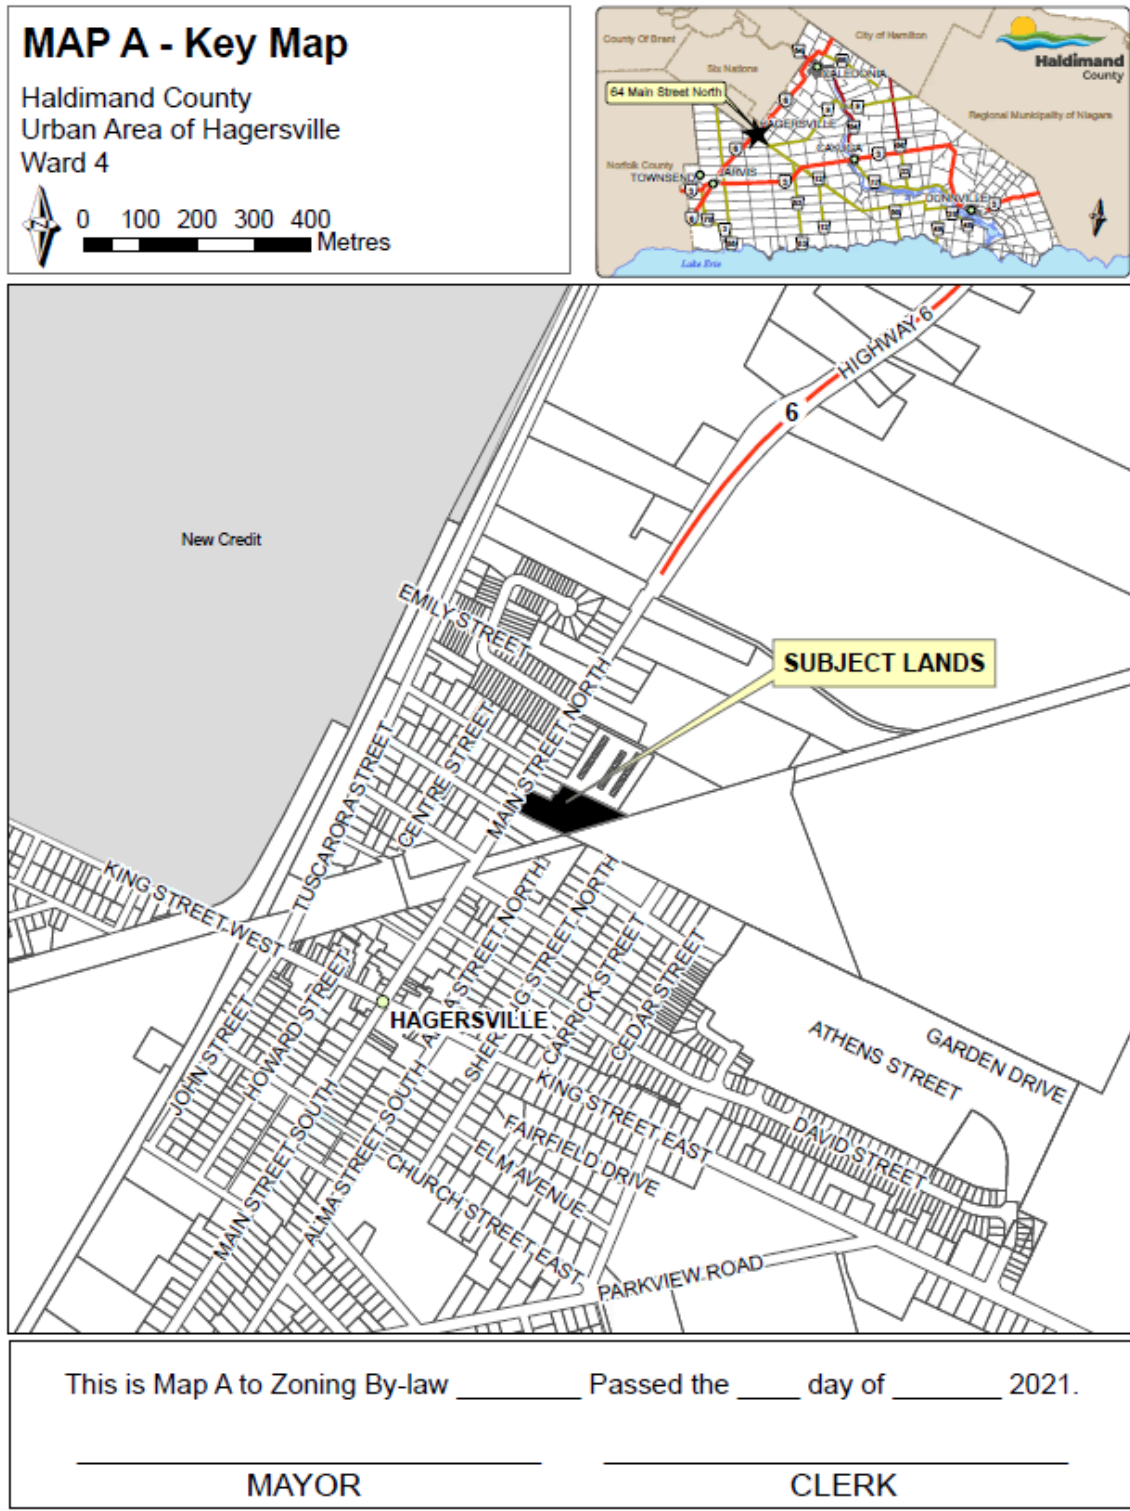 MAP A - Key Map
Haldimand County
Urban Area of Hagersville
Ward 4
N
0 100 200 300 400
Metres
County Of Brant
City of Hamilton
Haldimand
County
Six Nations
CALEDONIA
64 Main Street North
HAGERSVILLE
Regional Municipality of Niagara
CAYUGA
Norfolk County
TOWNSEND
JARVIS
DUNNVILLE
Lake Erie
HIGHWAY 6
6
New Credit
EMILY STREET
SUBJECT LANDS
MAIN STREET NORTH
CENTRE STREET
TUSCARORA STREET
KING STREET WEST
ALMA STREET NORTH
SHERRING STREET NORTH
CARRICK STREET
CEDAR STREET
HOWARD STREET
JOHN STREET
HAGERSVILLE
ATHENS STREET
GARDEN DRIVE
KING STREET EAST
DAVID STREET
FAIRFIELD DRIVE
ELM AVENUE
MAIN STREET SOUTH
ALMA STREET SOUTH
CHURCH STREET EAST
PARKVIEW ROAD
This is Map A to Zoning By-law ________ Passed the ____ day of _______ 2021.
MAYOR
CLERK